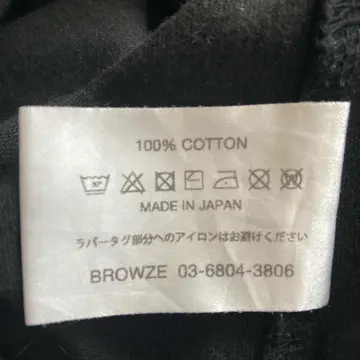 100% COTTON
MADE IN JAPAN
ラバータグ部分へのアイロンはお避けください
BROWZE 03-6804-3806